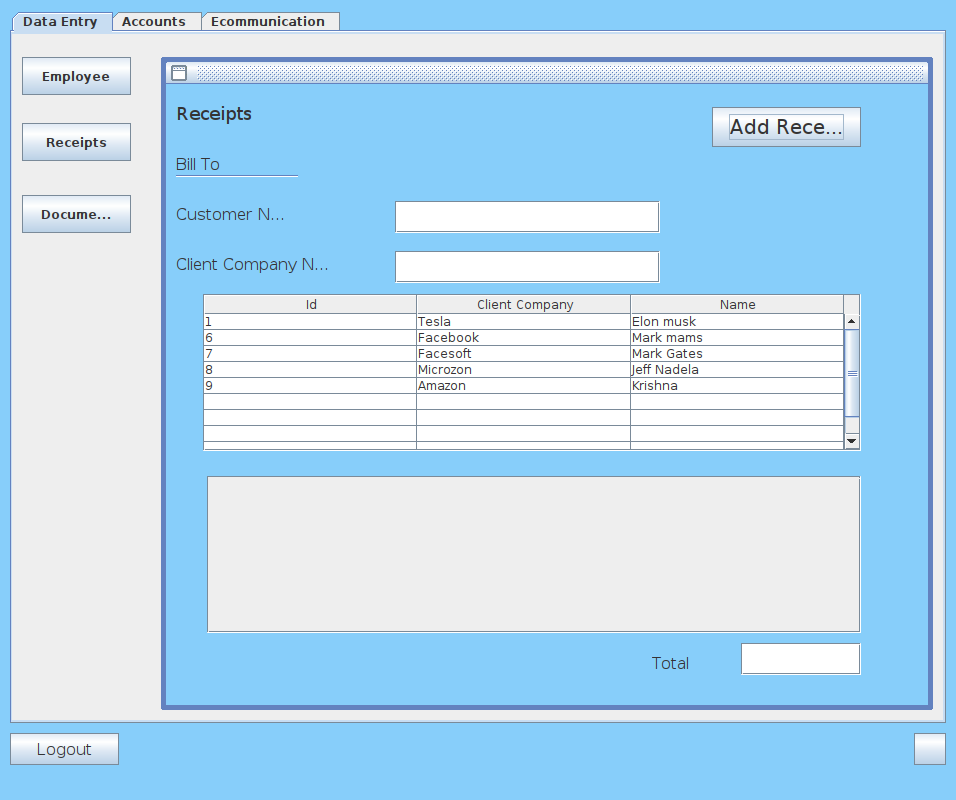 Data Entry Accounts Ecommunication
Employee
Receipts
Docume...
Receipts
Add Rece...
Bill To
Customer N...
Client Company N...
Id Client Company Name
1 Tesla Elon musk
6 Facebook Mark mams
7 Facesoft Mark Gates
8 Microzon Jeff Nadela
9 Amazon Krishna
Total
Logout